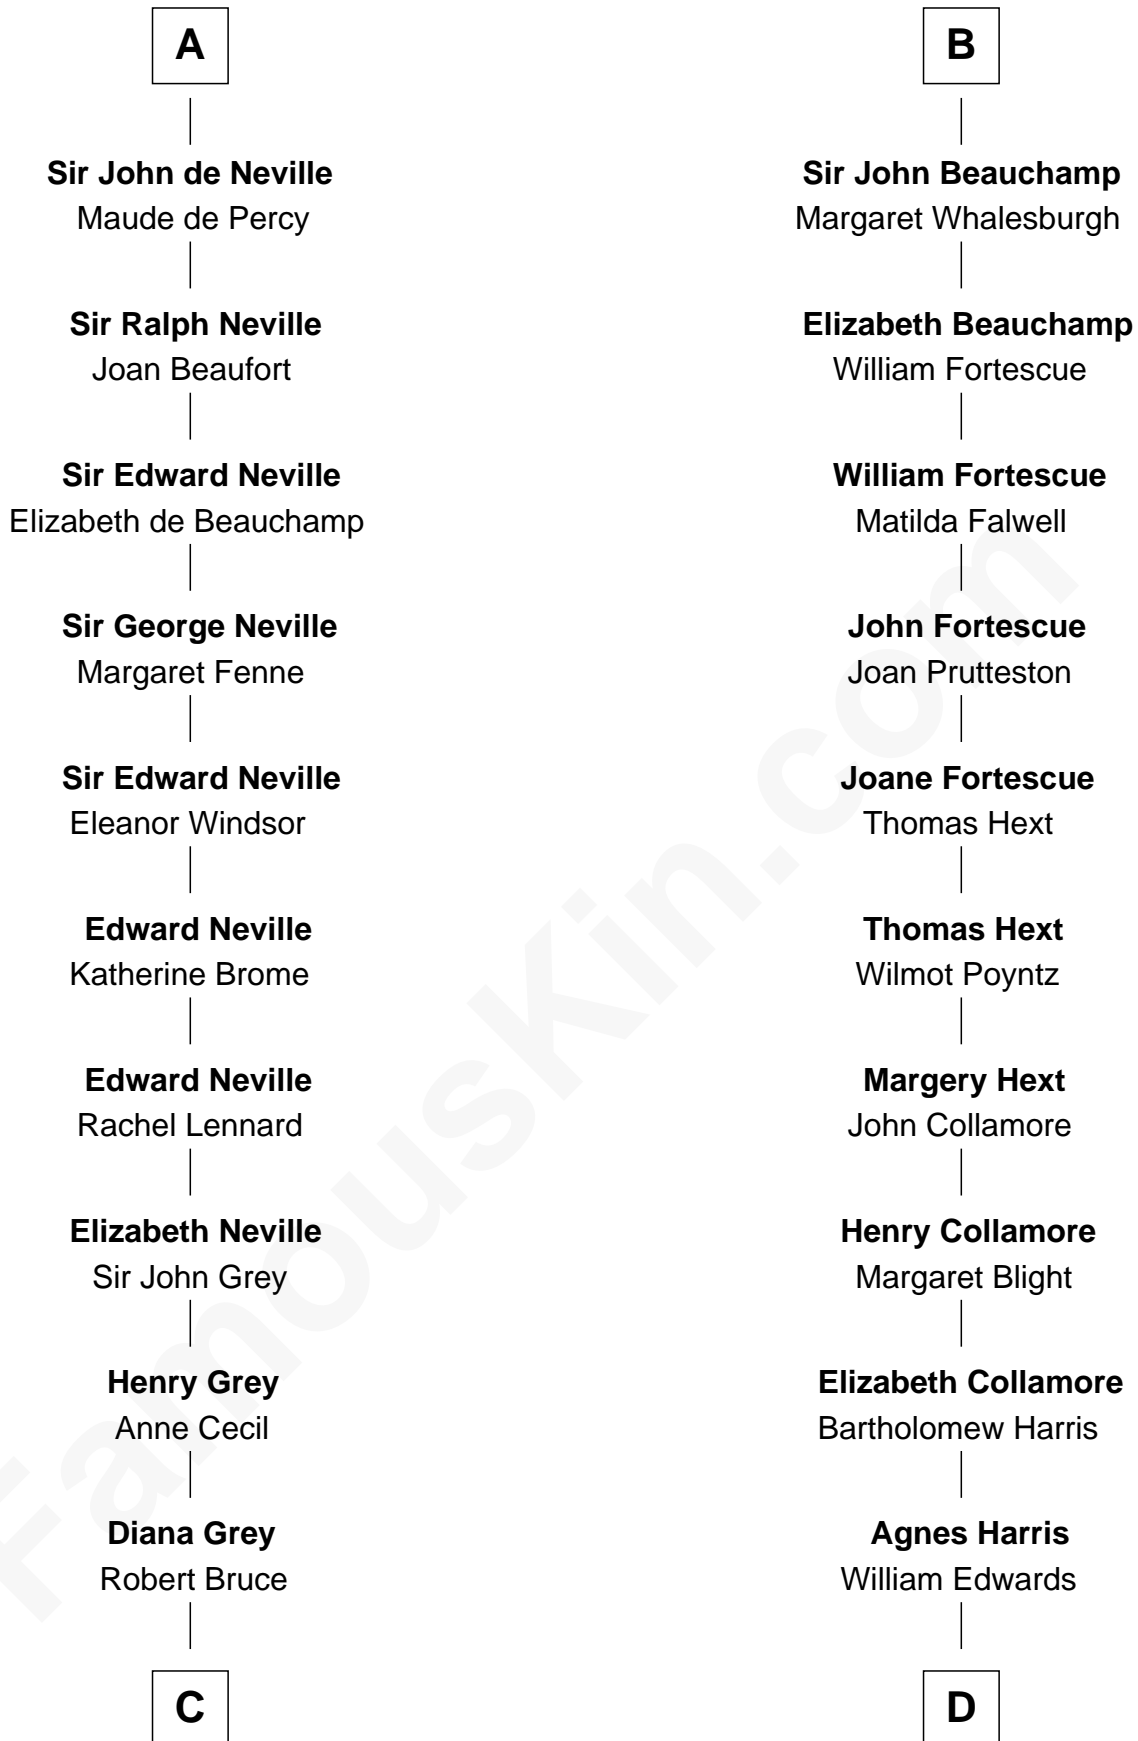 A
Sir John de Neville
Maude de Percy
Sir Ralph Neville
Joan Beaufort
Sir Edward Neville
Elizabeth de Beauchamp
Sir George Neville
Margaret Fenne
Sir Edward Neville
Eleanor Windsor
Edward Neville
Katherine Brome
Edward Neville
Rachel Lennard
Elizabeth Neville
Sir John Grey
Henry Grey
Anne Cecil
Diana Grey
Robert Bruce
C
B
Sir John Beauchamp
Margaret Whalesburgh
Elizabeth Beauchamp
William Fortescue
William Fortescue
Matilda Falwell
John Fortescue
Joan Prutteston
Joane Fortescue
Thomas Hext
Thomas Hext
Wilmot Poyntz
Margery Hext
John Collamore
Henry Collamore
Margaret Blight
Elizabeth Collamore
Bartholomew Harris
Agnes Harris
William Edwards
D
FamousKin.com